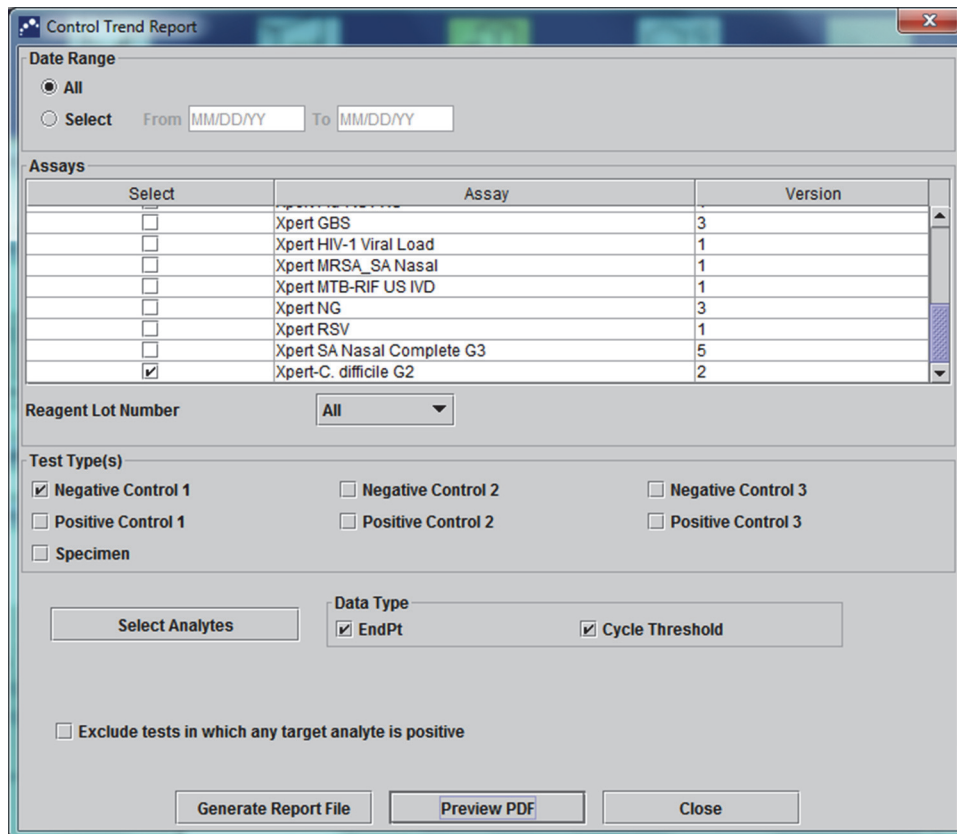 Control Trend Report
Date Range
All
Select From MM/DD/YY To MM/DD/YY
Assays
Select Assay Version
Xpert GBS 3
Xpert HIV-1 Viral Load 1
Xpert MRSA_SA Nasal 1
Xpert MTB-RIF US IVD 1
Xpert NG 3
Xpert RSV 1
Xpert SA Nasal Complete G3 5
Xpert-C. difficile G2 2
Reagent Lot Number All
Test Type(s)
Negative Control 1 Negative Control 2 Negative Control 3
Positive Control 1 Positive Control 2 Positive Control 3
Specimen
Data Type
Select Analytes EndPt Cycle Threshold
Exclude tests in which any target analyte is positive
Generate Report File Preview PDF Close